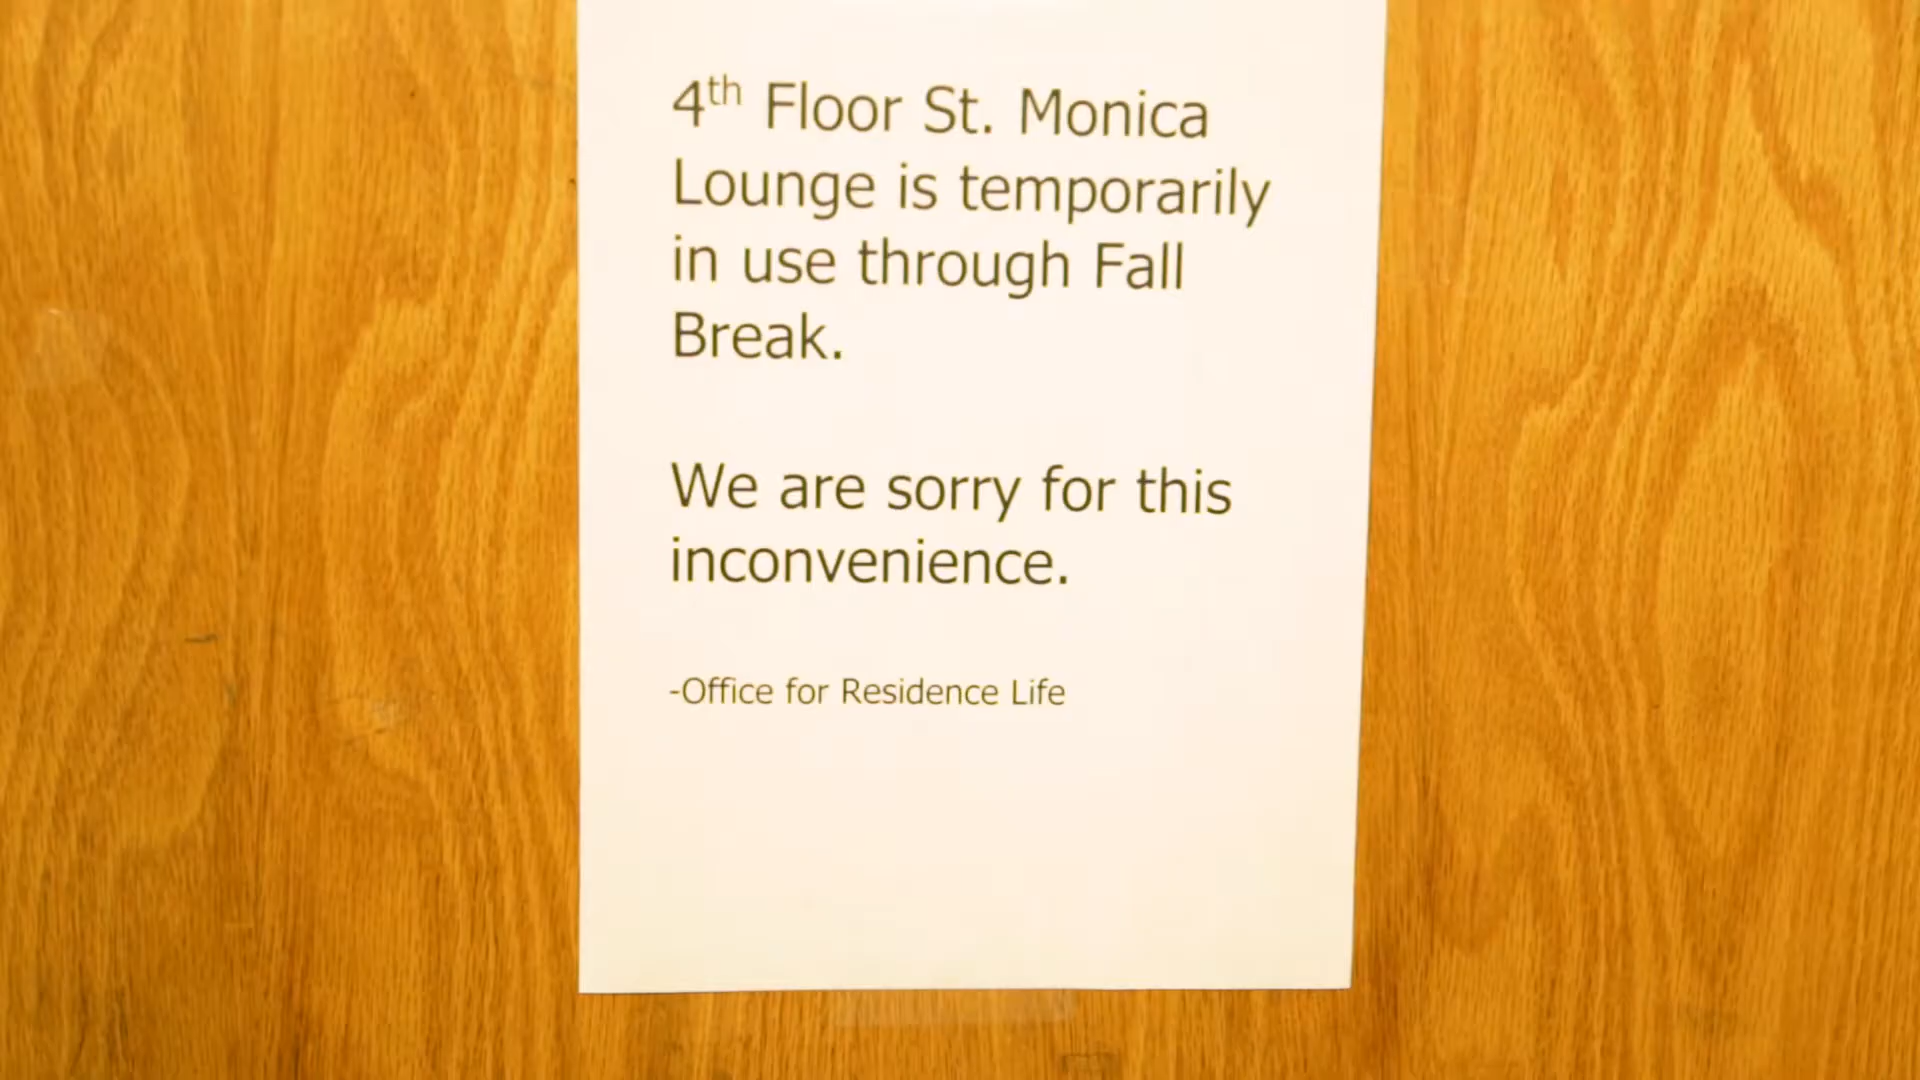 4th Floor St. Monica
Lounge is temporarily
in use through Fall
Break.
We are sorry for this
inconvenience.
-Office for Residence Life